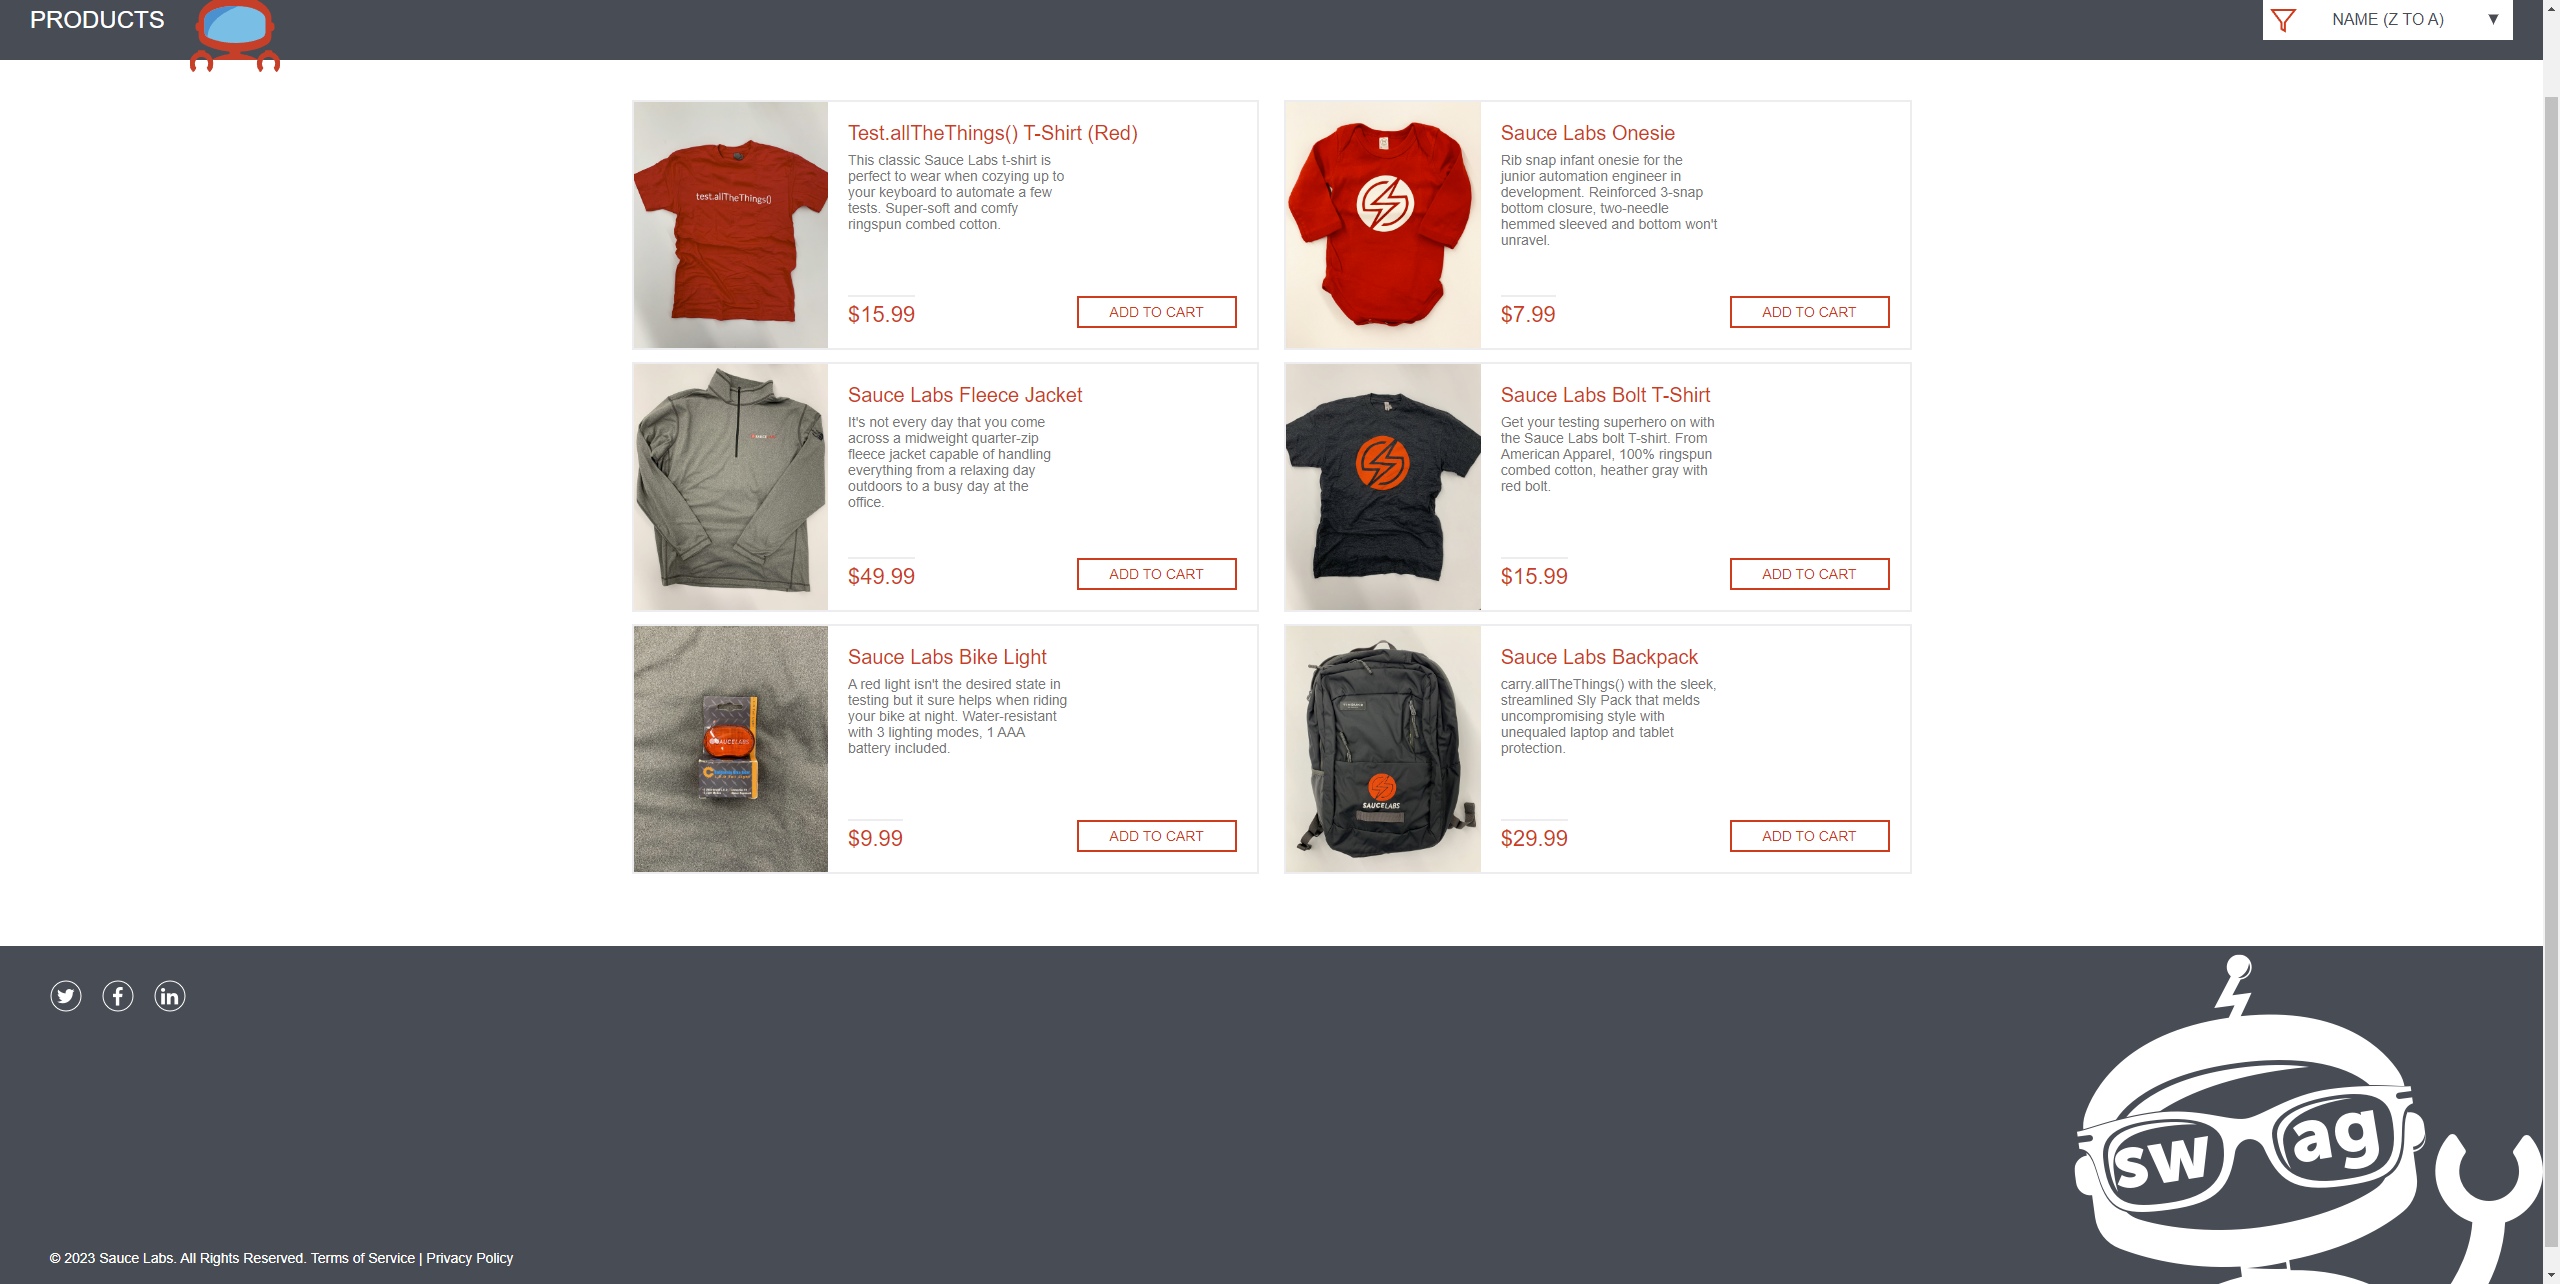 PRODUCTS
NAME (Z TO A)
test.allTheThings()
Test.allTheThings() T-Shirt (Red)
This classic Sauce Labs t-shirt is
perfect to wear when cozying up to
your keyboard to automate a few
tests. Super-soft and comfy
ringspun combed cotton.
$15.99
ADD TO CART
Sauce Labs Onesie
Rib snap infant onesie for the
junior automation engineer in
development. Reinforced 3-snap
bottom closure, two-needle
hemmed sleeved and bottom won't
unravel.
$7.99
ADD TO CART
Sauce Labs Fleece Jacket
It's not every day that you come
across a midweight quarter-zip
fleece jacket capable of handling
everything from a relaxing day
outdoors to a busy day at the
office.
$49.99
ADD TO CART
Sauce Labs Bolt T-Shirt
Get your testing superhero on with
the Sauce Labs bolt T-shirt. From
American Apparel, 100% ringspun
combed cotton, heather gray with
red bolt.
$15.99
ADD TO CART
SAUCELABS
Sauce Labs Bike Light
A red light isn't the desired state in
testing but it sure helps when riding
your bike at night. Water-resistant
with 3 lighting modes, 1 AAA
battery included.
$9.99
ADD TO CART
SAUCELABS
Sauce Labs Backpack
carry.allTheThings() with the sleek,
streamlined Sly Pack that melds
uncompromising style with
unequaled laptop and tablet
protection.
$29.99
ADD TO CART
swag
© 2023 Sauce Labs. All Rights Reserved. Terms of Service | Privacy Policy